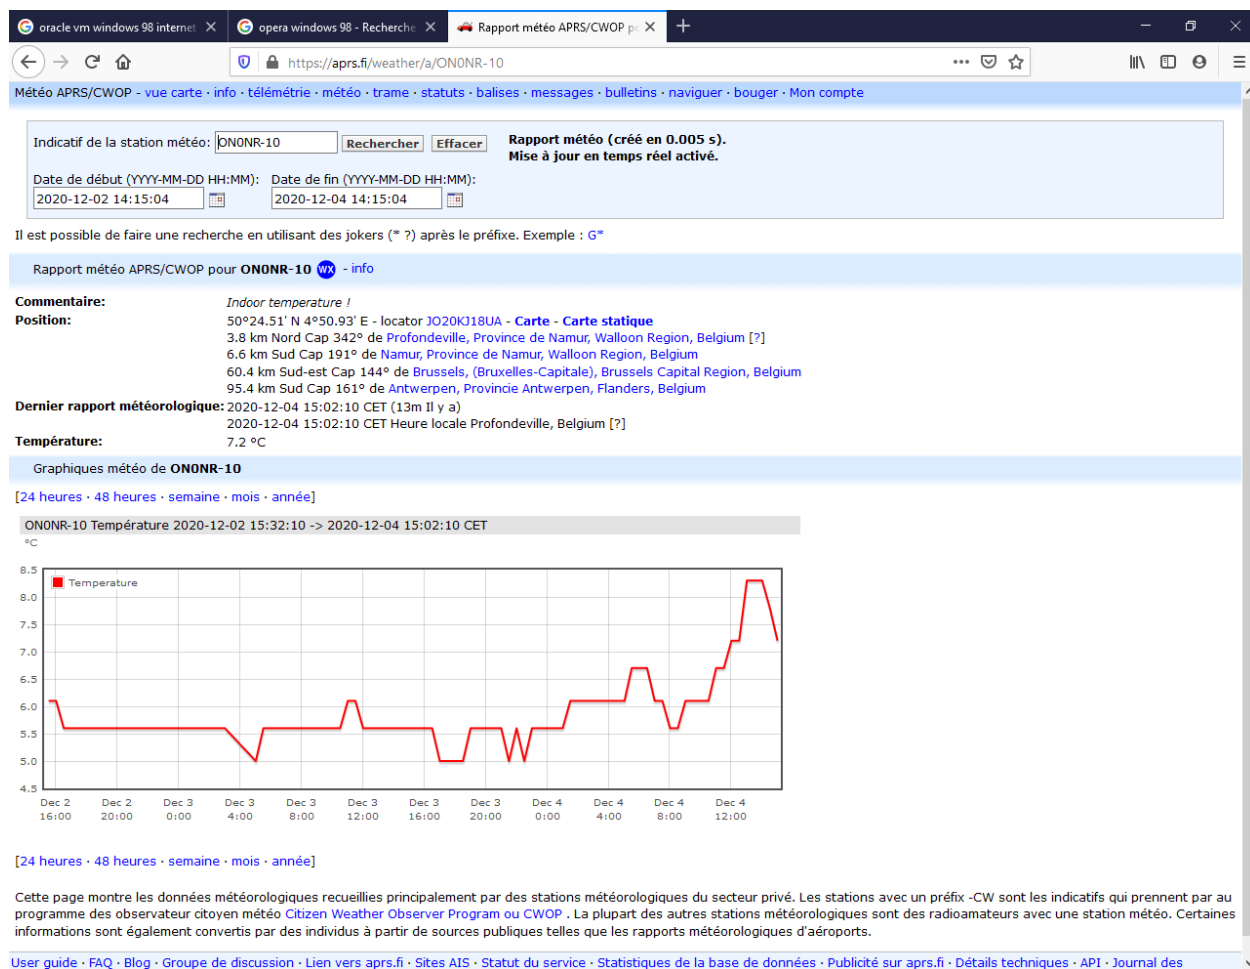 oracle vm windows 98 internet
opera windows 98 - Recherche
Rapport météo APRS/CWOP po
https://aprs.fi/weather/a/ON0NR-10
Météo APRS/CWOP - vue carte · info · télémétrie · météo · trame · statuts · balises · messages · bulletins · naviguer · bouger · Mon compte
Indicatif de la station météo: ON0NR-10 Rechercher Effacer Rapport météo (créé en 0.005 s).
Mise à jour en temps réel activé.
Date de début (YYYY-MM-DD HH:MM): Date de fin (YYYY-MM-DD HH:MM):
2020-12-02 14:15:04 2020-12-04 14:15:04
Il est possible de faire une recherche en utilisant des jokers (* ?) après le préfixe. Exemple : G*
Rapport météo APRS/CWOP pour ON0NR-10 WX - info
Commentaire: Indoor temperature !
Position: 50°24.51' N 4°50.93' E - locator JO20KJ18UA - Carte - Carte statique
3.8 km Nord Cap 342° de Profondeville, Province de Namur, Walloon Region, Belgium [?]
6.6 km Sud Cap 191° de Namur, Province de Namur, Walloon Region, Belgium
60.4 km Sud-est Cap 144° de Brussels, (Bruxelles-Capitale), Brussels Capital Region, Belgium
95.4 km Sud Cap 161° de Antwerpen, Provincie Antwerpen, Flanders, Belgium
Dernier rapport météorologique: 2020-12-04 15:02:10 CET (13m Il y a)
2020-12-04 15:02:10 CET Heure locale Profondeville, Belgium [?]
Température: 7.2 °C
Graphiques météo de ON0NR-10
[24 heures · 48 heures · semaine · mois · année]
ON0NR-10 Température 2020-12-02 15:32:10 -> 2020-12-04 15:02:10 CET
°C
8.5
Temperature
8.0
7.5
7.0
6.5
6.0
5.5
5.0
4.5
Dec 2 Dec 2 Dec 3 Dec 3 Dec 3 Dec 3 Dec 3 Dec 3 Dec 4 Dec 4 Dec 4 Dec 4
16:00 20:00 0:00 4:00 8:00 12:00 16:00 20:00 0:00 4:00 8:00 12:00
[24 heures · 48 heures · semaine · mois · année]
Cette page montre les données météorologiques recueillies principalement par des stations météorologiques du secteur privé. Les stations avec un préfix -CW sont les indicatifs qui prennent par au
programme des observateur citoyen météo Citizen Weather Observer Program ou CWOP . La plupart des autres stations météorologiques sont des radioamateurs avec une station météo. Certaines
informations sont également convertis par des individus à partir de sources publiques telles que les rapports météorologiques d'aéroports.
User guide · FAQ · Blog · Groupe de discussion · Lien vers aprs.fi · Sites AIS · Statut du service · Statistiques de la base de données · Publicité sur aprs.fi · Détails techniques · API · Journal des